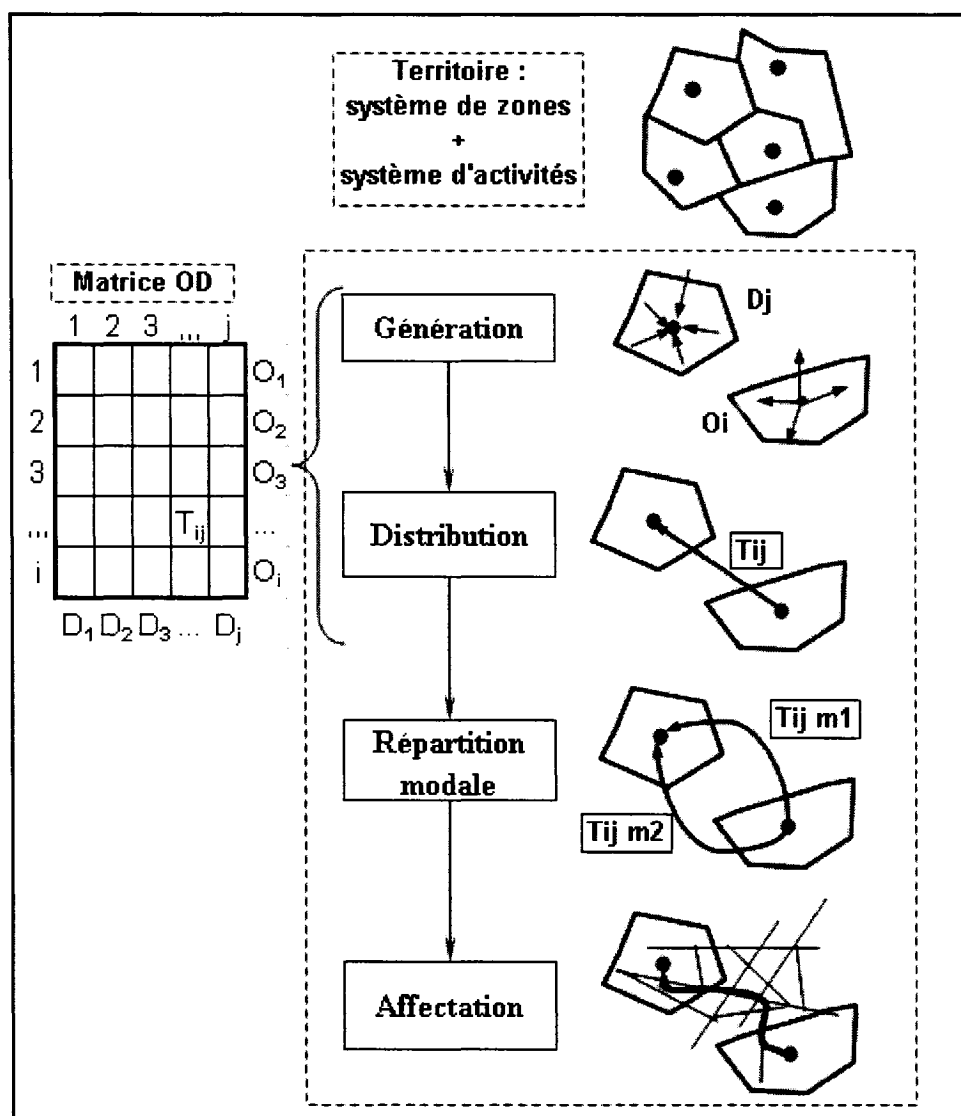 Territoire :
système de zones
+
système d'activités
Matrice OD
1 2 3 ... j
1 O₁
2 O₂
3 O₃
... Tᵢⱼ ...
i Oᵢ
D₁ D₂ D₃ ... Dⱼ
Génération
Dj
Oi
Distribution
Tij
Répartition
modale
Tij m1
Tij m2
Affectation